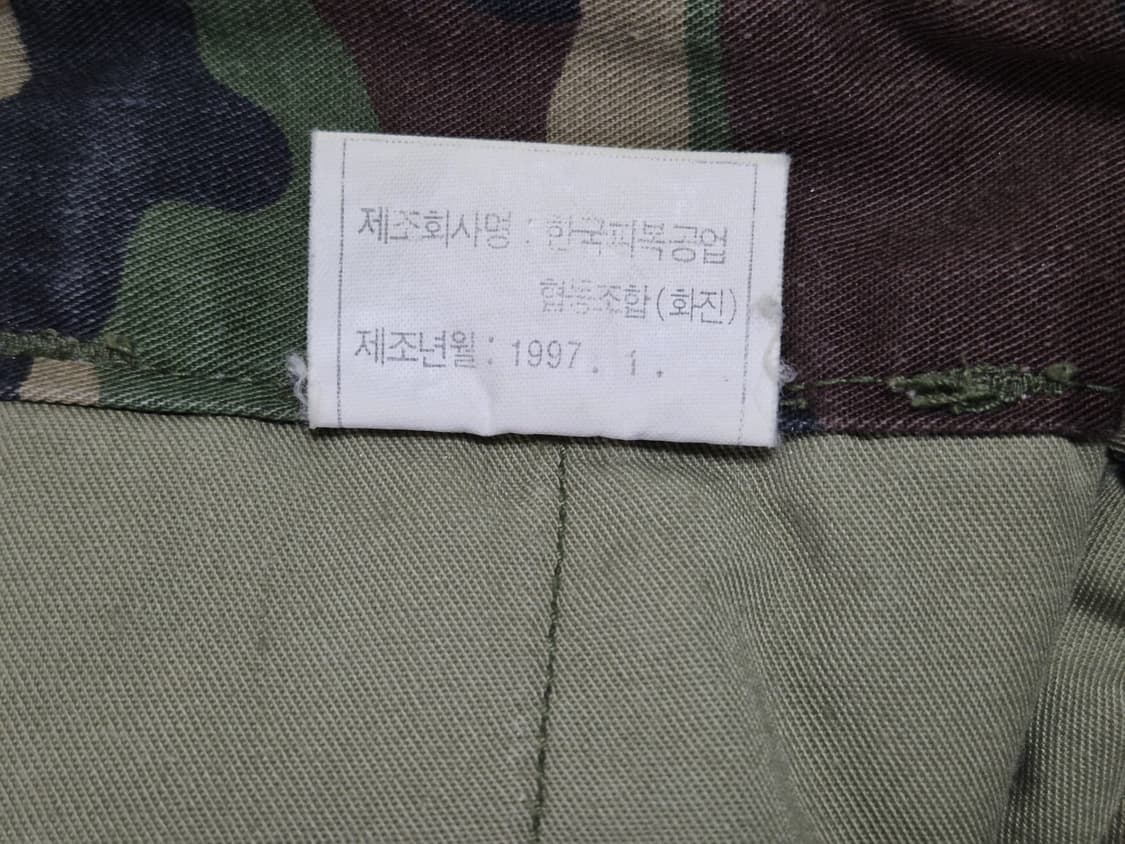 제조회사명 : 한국피복공업
협동조합(화진)
제조년월 : 1997. 1.